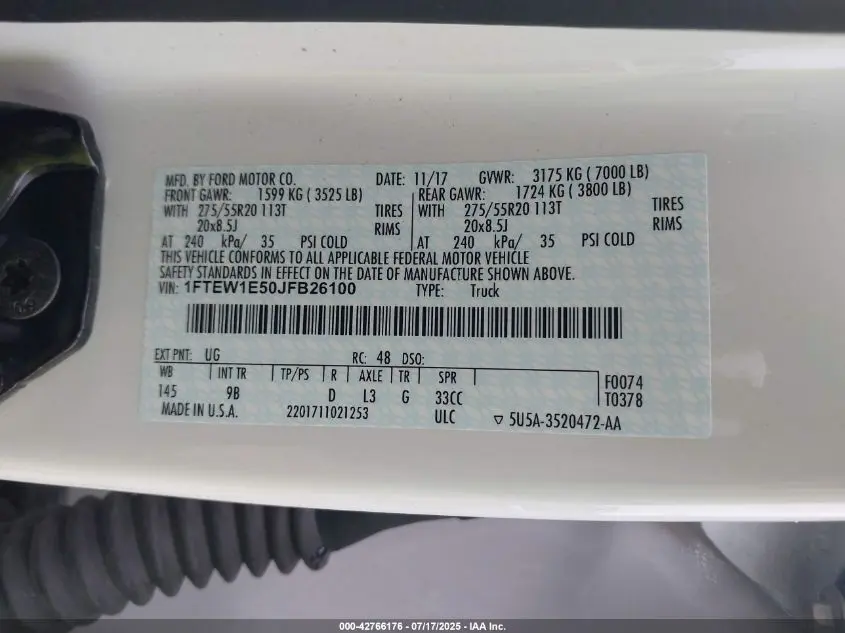 MFD. BY FORD MOTOR CO. DATE: 11/17 GVWR: 3175 KG ( 7000 LB)
FRONT GAWR: 1599 KG ( 3525 LB) REAR GAWR: 1724 KG ( 3800 LB)
WITH 275/55R20 113T TIRES WITH 275/55R20 113T TIRES
20x8.5J RIMS 20x8.5J RIMS
AT 240 kPa/ 35 PSI COLD AT 240 kPa/ 35 PSI COLD
THIS VEHICLE CONFORMS TO ALL APPLICABLE FEDERAL MOTOR VEHICLE
SAFETY STANDARDS IN EFFECT ON THE DATE OF MANUFACTURE SHOWN ABOVE.
VIN: 1FTEW1E50JFB26100 TYPE: Truck
EXT PNT: UG RC: 48 DSO:
WB INT TR TP/PS R AXLE TR SPR F0074
145 9B D L3 G 33CC T0378
MADE IN U.S.A. 2201711021253 ULC ▽ 5U5A-3520472-AA
000-42766176 / 07/17/2025 - IAA Inc.